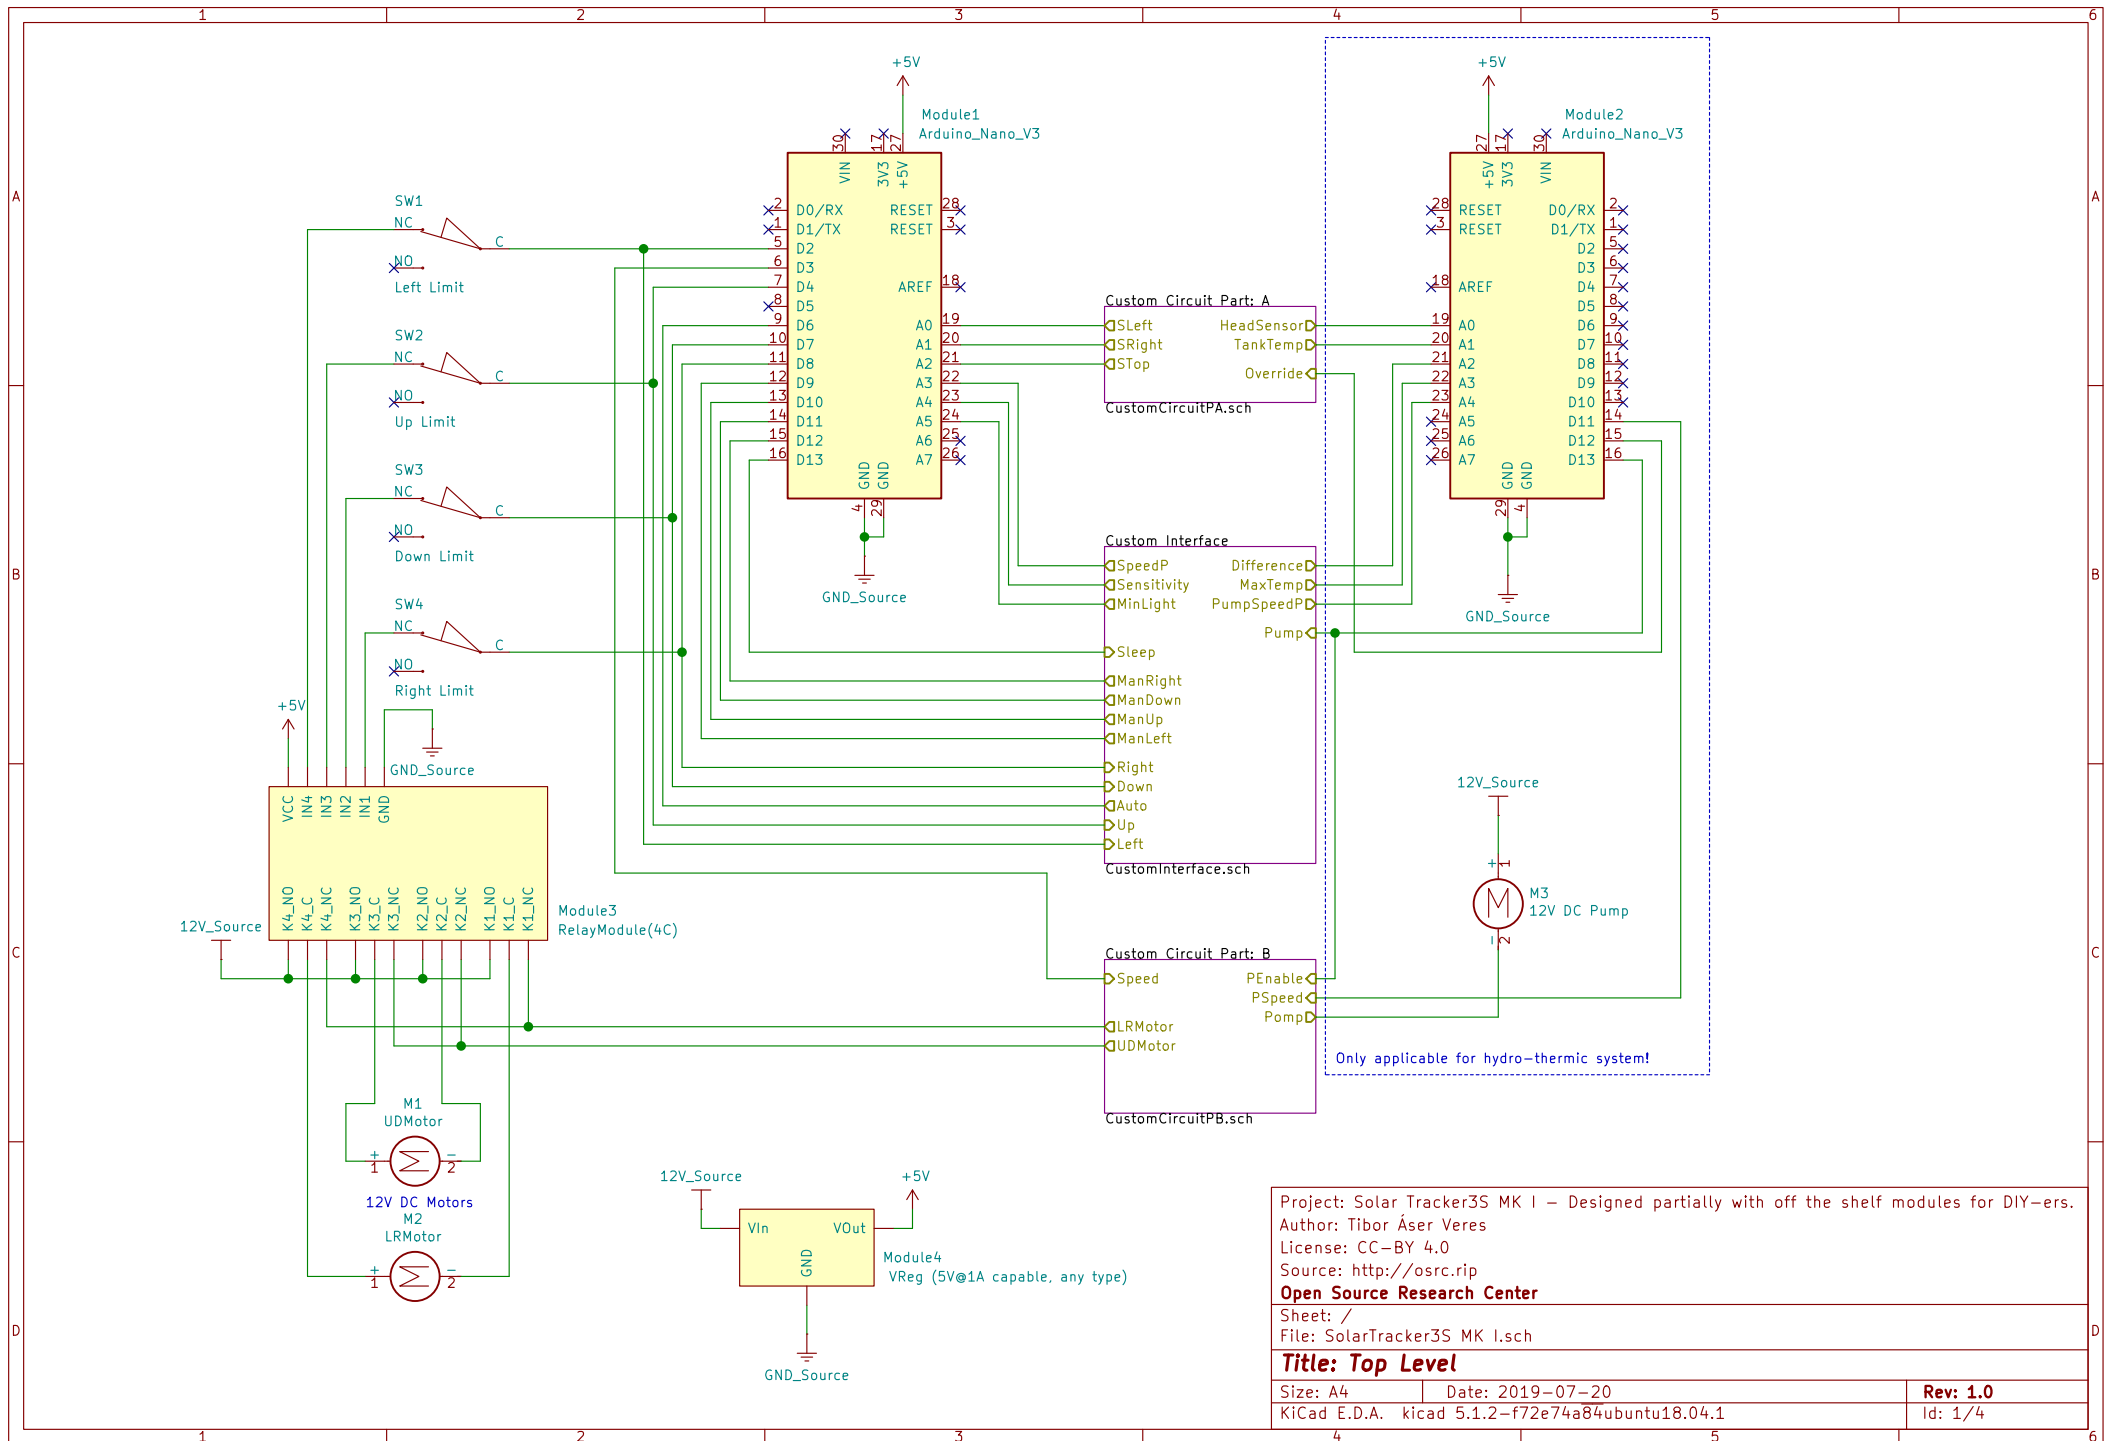 1 2 3 4 5 6
+5V
+5V
Module1
Arduino_Nano_V3
Module2
Arduino_Nano_V3
30 17 27
VIN 3V3 +5V
27 17 30
+5V 3V3 VIN
A
A
SW1
NC
C
NO
Left Limit
SW2
NC
C
NO
Up Limit
SW3
NC
C
NO
Down Limit
SW4
NC
C
NO
Right Limit
2 D0/RX RESET 28
1 D1/TX RESET 3
5 D2
6 D3
7 D4 AREF 18
8 D5
9 D6 A0 19
10 D7 A1 20
11 D8 A2 21
12 D9 A3 22
13 D10 A4 23
14 D11 A5 24
15 D12 A6 25
16 D13 A7 26
GND GND
4 29
GND_Source
Custom Circuit Part: A
SLeft HeadSensor
SRight TankTemp
STop
Override
CustomCircuitPA.sch
28 RESET D0/RX 2
3 RESET D1/TX 1
D2 5
D3 6
18 AREF D4 7
D5 8
19 A0 D6 9
20 A1 D7 10
21 A2 D8 11
22 A3 D9 12
23 A4 D10 13
24 A5 D11 14
25 A6 D12 15
26 A7 D13 16
GND GND
29 4
GND_Source
B
B
Custom Interface
SpeedP Difference
Sensitivity MaxTemp
MinLight PumpSpeedP
Pump
Sleep
ManRight
ManDown
ManUp
ManLeft
Right
Down
Auto
Up
Left
CustomInterface.sch
+5V
GND_Source
VCC IN4 IN3 IN2 IN1 GND
K4_NO K4_C K4_NC K3_NO K3_C K3_NC K2_NO K2_C K2_NC K1_NO K1_C K1_NC
12V_Source
Module3
RelayModule(4C)
12V_Source
+ 1
M
M3
12V DC Pump
- 2
C
C
Custom Circuit Part: B
Speed PEnable
PSpeed
Pomp
LRMotor
UDMotor
CustomCircuitPB.sch
Only applicable for hydro-thermic system!
M1
UDMotor
+ 1 M - 2
12V DC Motors
M2
LRMotor
+ 1 M - 2
12V_Source
+5V
VIn VOut
GND
Module4
VReg (5V@1A capable, any type)
GND_Source
D
D
Project: Solar Tracker3S MK I - Designed partially with off the shelf modules for DIY-ers.
Author: Tibor Áser Veres
License: CC-BY 4.0
Source: http://osrc.rip
Open Source Research Center
Sheet: /
File: SolarTracker3S MK I.sch
Title: Top Level
Size: A4 Date: 2019-07-20 Rev: 1.0
KiCad E.D.A. kicad 5.1.2-f72e74a84ubuntu18.04.1 Id: 1/4
1 2 3 4 5 6